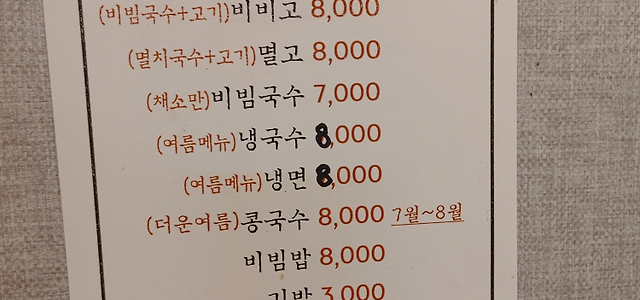 (비빔국수+고기)비비고 8,000
(멸치국수+고기)멸고 8,000
(채소만)비빔국수 7,000
(여름메뉴)냉국수 8,000
(여름메뉴)냉면 8,000
(더운여름)콩국수 8,000 7월~8월
비빔밥 8,000
김밥 3,000